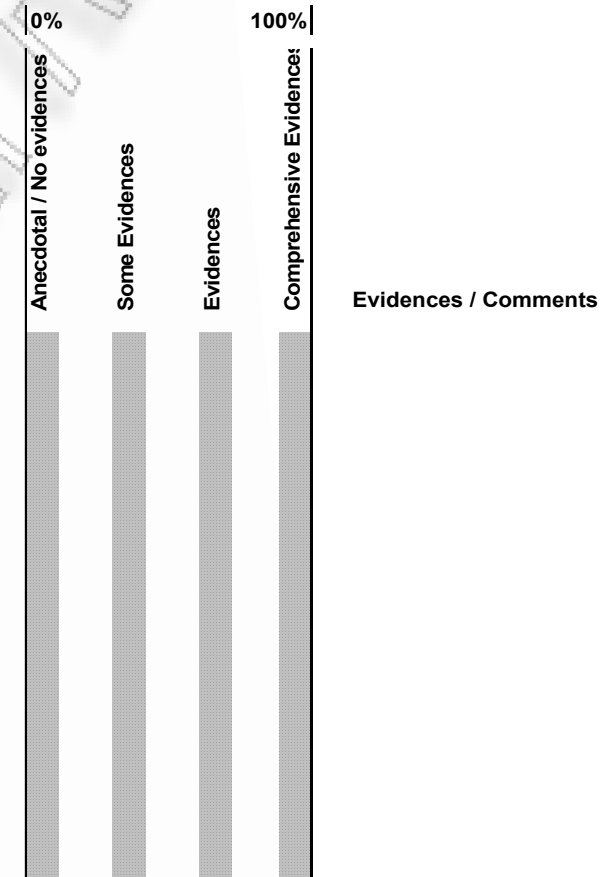 0% 100%
Anecdotal / No evidences
Some Evidences
Evidences
Comprehensive Evidences
Evidences / Comments